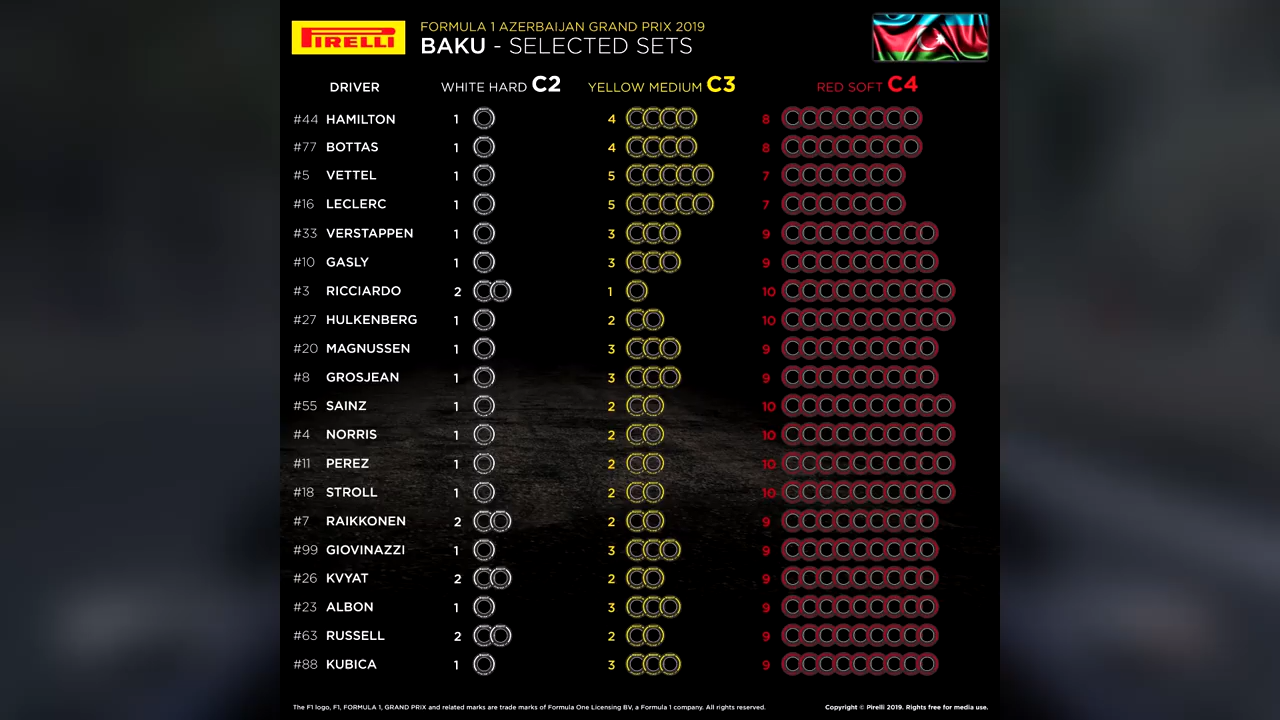 PIRELLI
FORMULA 1 AZERBAIJAN GRAND PRIX 2019
BAKU - SELECTED SETS
DRIVER WHITE HARD C2 YELLOW MEDIUM C3 RED SOFT C4
#44 HAMILTON 1 4 8
#77 BOTTAS 1 4 8
#5 VETTEL 1 5 7
#16 LECLERC 1 5 7
#33 VERSTAPPEN 1 3 9
#10 GASLY 1 3 9
#3 RICCIARDO 2 1 10
#27 HULKENBERG 1 2 10
#20 MAGNUSSEN 1 3 9
#8 GROSJEAN 1 3 9
#55 SAINZ 1 2 10
#4 NORRIS 1 2 10
#11 PEREZ 1 2 10
#18 STROLL 1 2 10
#7 RAIKKONEN 2 2 9
#99 GIOVINAZZI 1 3 9
#26 KVYAT 2 2 9
#23 ALBON 1 3 9
#63 RUSSELL 2 2 9
#88 KUBICA 1 3 9
The F1 logo, F1, FORMULA 1, GRAND PRIX and related marks are trade marks of Formula One Licensing BV, a Formula 1 company. All rights reserved. Copyright © Pirelli 2019. Rights free for media use.